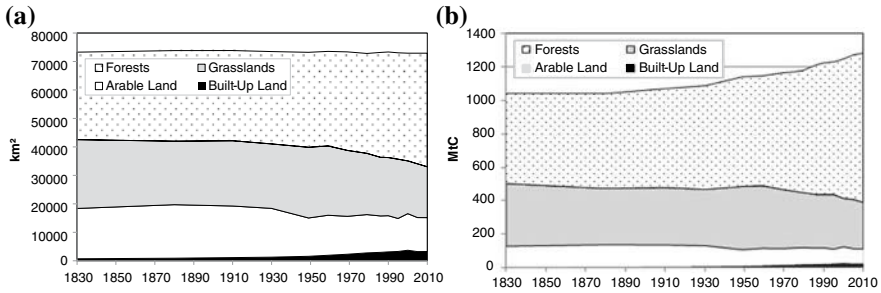 (a)
80000
70000
60000
50000
40000
30000
20000
10000
0
km²
Forests Grasslands
Arable Land Built-Up Land
1830 1850 1870 1890 1910 1930 1950 1970 1990 2010
(b)
1400
1200
1000
800
600
400
200
0
MtC
Forests Grasslands
Arable Land Built-Up Land
1830 1850 1870 1890 1910 1930 1950 1970 1990 2010